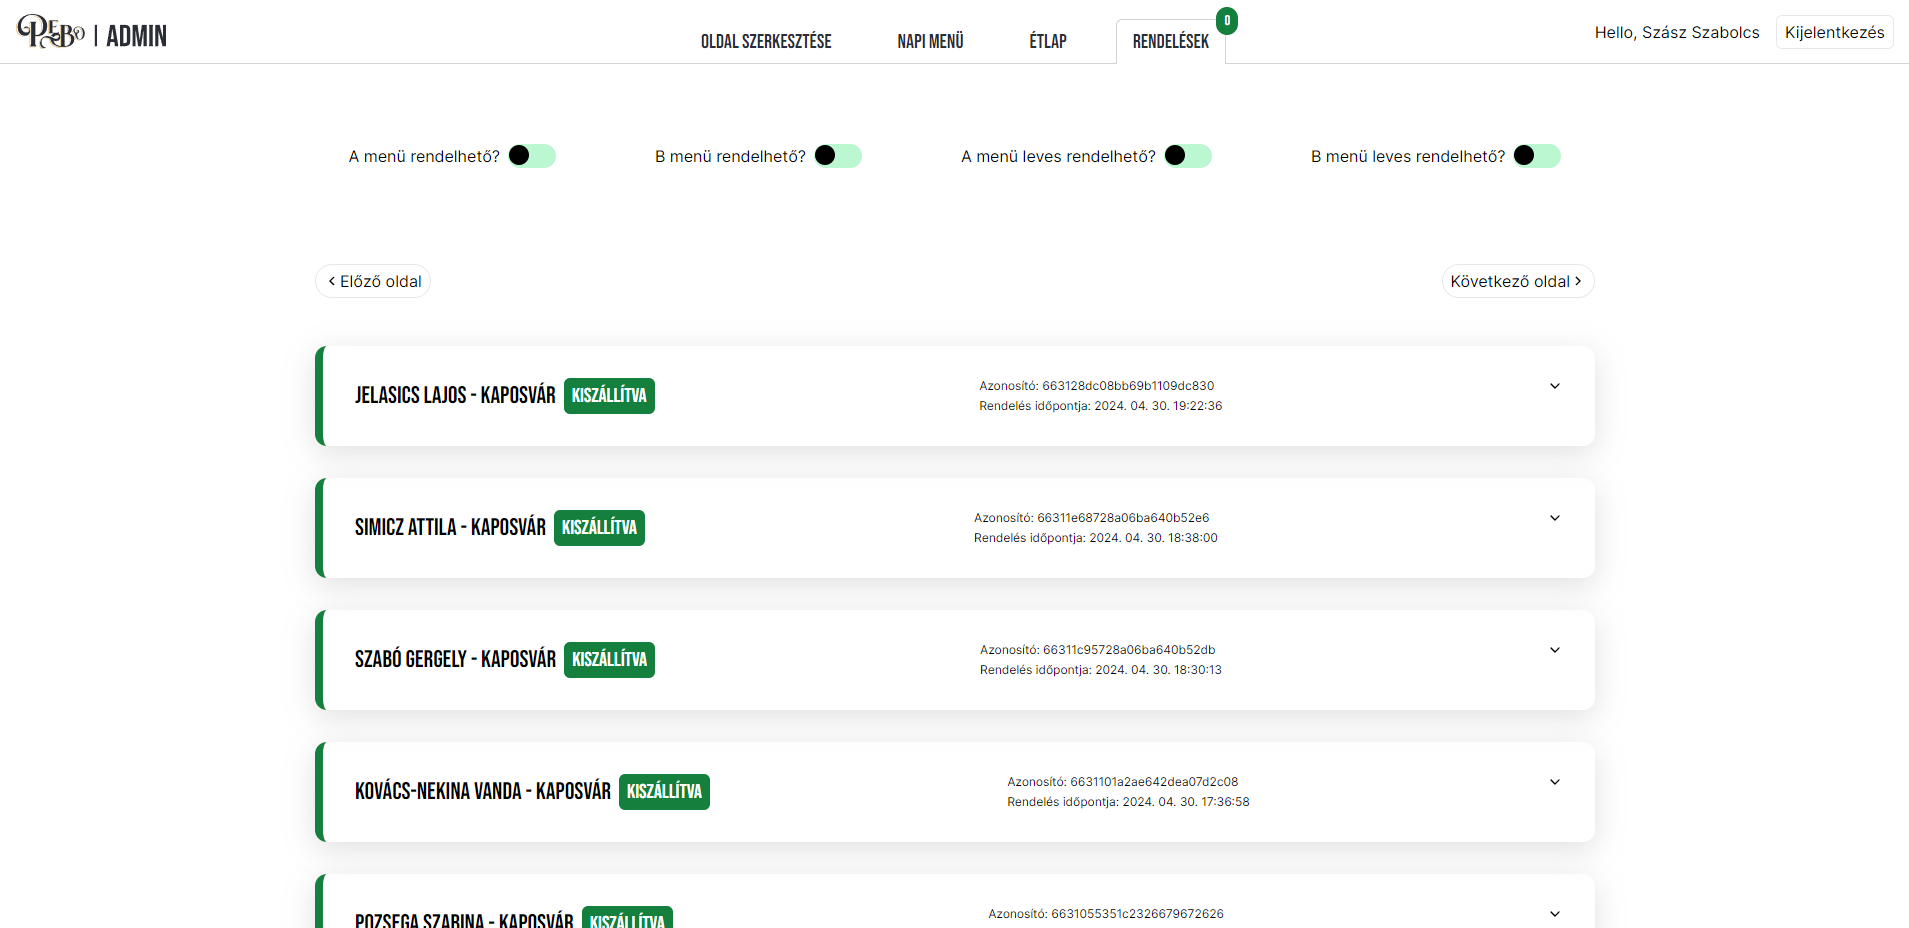 PEBO | ADMIN
OLDAL SZERKESZTÉSE
NAPI MENÜ
ÉTLAP
RENDELÉSEK
0
Hello, Szász Szabolcs
Kijelentkezés
A menü rendelhető?
B menü rendelhető?
A menü leves rendelhető?
B menü leves rendelhető?
Előző oldal
Következő oldal
JELASICS LAJOS - KAPOSVÁR
KISZÁLLÍTVA
Azonosító: 663128dc08bb69b1109dc830
Rendelés időpontja: 2024. 04. 30. 19:22:36
SIMICZ ATTILA - KAPOSVÁR
KISZÁLLÍTVA
Azonosító: 66311e68728a06ba640b52e6
Rendelés időpontja: 2024. 04. 30. 18:38:00
SZABÓ GERGELY - KAPOSVÁR
KISZÁLLÍTVA
Azonosító: 66311c95728a06ba640b52db
Rendelés időpontja: 2024. 04. 30. 18:30:13
KOVÁCS-NEKINA VANDA - KAPOSVÁR
KISZÁLLÍTVA
Azonosító: 6631101a2ae642dea07d2c08
Rendelés időpontja: 2024. 04. 30. 17:36:58
POZSEGA SZABINA - KAPOSVÁR
KISZÁLLÍTVA
Azonosító: 6631055351c2326679672626